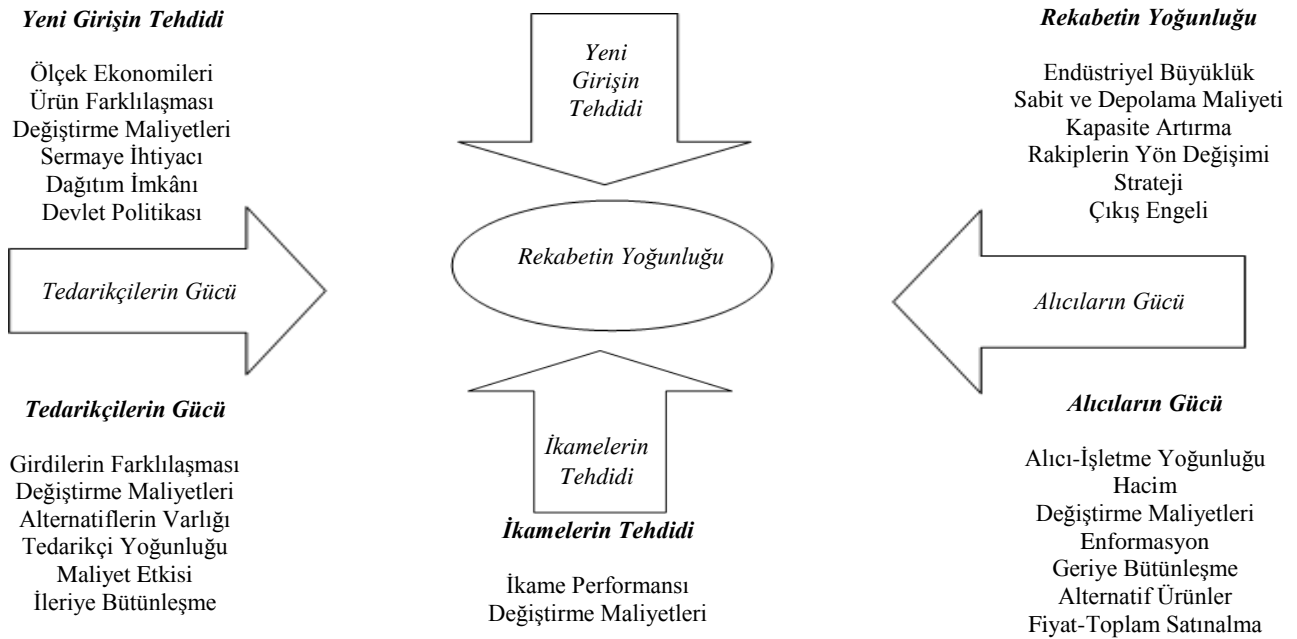 Yeni Girişin Tehdidi
Ölçek Ekonomileri
Ürün Farklılaşması
Değiştirme Maliyetleri
Sermaye İhtiyacı
Dağıtım İmkânı
Devlet Politikası
Yeni
Girişin
Tehdidi
Rekabetin Yoğunluğu
Endüstriyel Büyüklük
Sabit ve Depolama Maliyeti
Kapasite Artırma
Rakiplerin Yön Değişimi
Strateji
Çıkış Engeli
Tedarikçilerin Gücü
Rekabetin Yoğunluğu
Alıcıların Gücü
Tedarikçilerin Gücü
Girdilerin Farklılaşması
Değiştirme Maliyetleri
Alternatiflerin Varlığı
Tedarikçi Yoğunluğu
Maliyet Etkisi
İleriye Bütünleşme
İkamelerin
Tehdidi
İkamelerin Tehdidi
İkame Performansı
Değiştirme Maliyetleri
Alıcıların Gücü
Alıcı-İşletme Yoğunluğu
Hacim
Değiştirme Maliyetleri
Enformasyon
Geriye Bütünleşme
Alternatif Ürünler
Fiyat-Toplam Satınalma